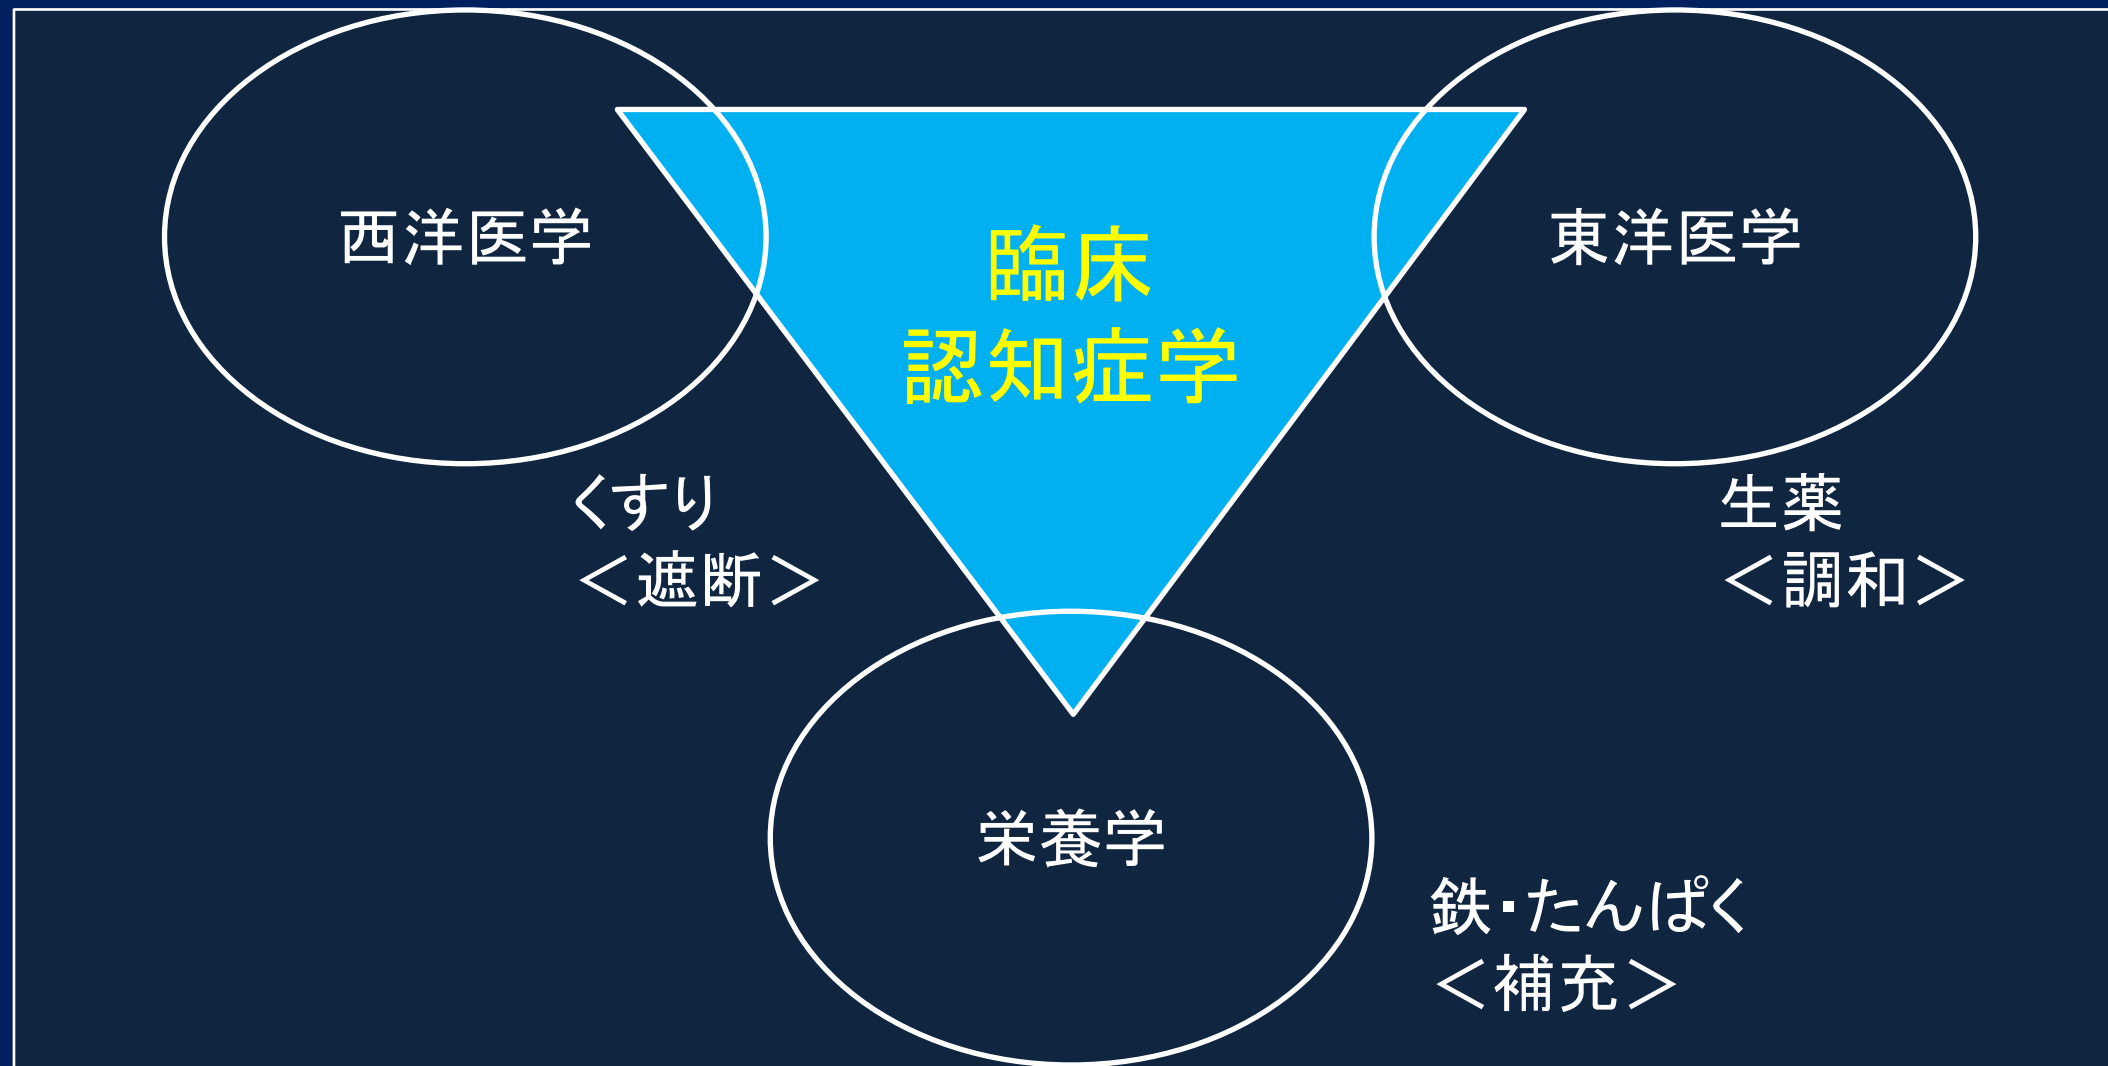 西洋医学
東洋医学
臨床
認知症学
くすり
＜遮断＞
生薬
＜調和＞
栄養学
鉄・たんぱく
＜補充＞